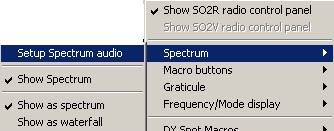 Show SO2R radio control panel
Show SO2V radio control panel
Setup Spectrum audio
Spectrum
Show Spectrum
Macro buttons
Graticule
Show as spectrum
Frequency/Mode display
Show as waterfall
DX Spot Macros